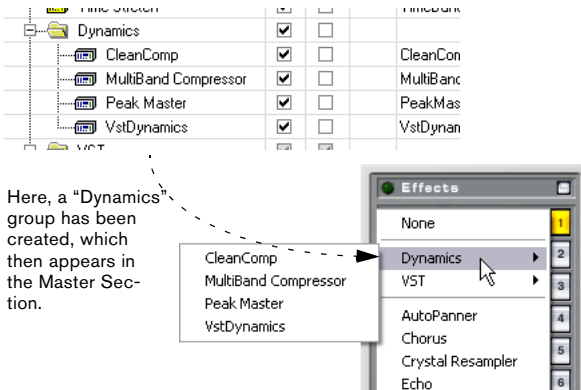 Time Stretch
Dynamics
CleanComp CleanCon
MultiBand Compressor MultiBand
Peak Master PeakMas
VstDynamics VstDynan
VST
Here, a “Dynamics”
group has been
created, which
then appears in
the Master Sec-
tion.
Effects
None 1
Dynamics 2
VST 3
CleanComp
MultiBand Compressor
Peak Master
VstDynamics
AutoPanner 4
Chorus
Crystal Resampler 5
Echo 6